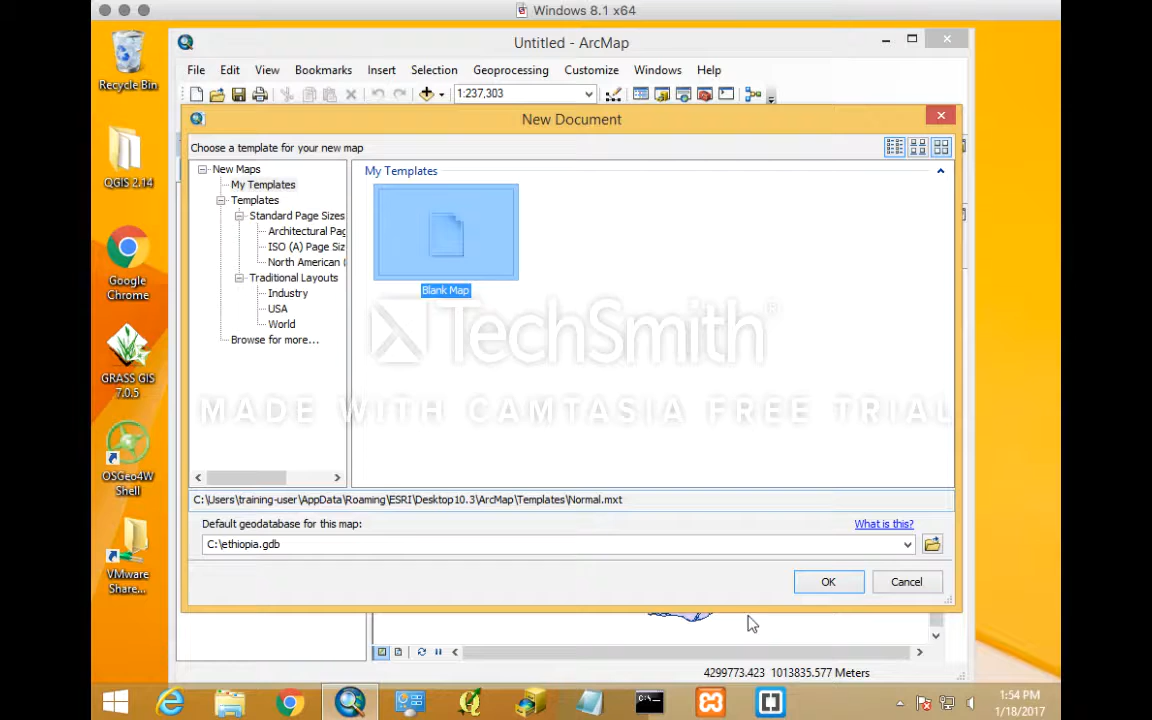 Windows 8.1 x64
Recycle Bin
QGIS 2.14
Google
Chrome
GRASS GIS
7.0.5
OSGeo4W
Shell
VMware
Share...
Untitled - ArcMap
File Edit View Bookmarks Insert Selection Geoprocessing Customize Windows Help
1:237,303
New Document
Choose a template for your new map
New Maps
My Templates
Templates
Standard Page Sizes
Architectural Pag
ISO (A) Page Siz
North American (
Traditional Layouts
Industry
USA
World
Browse for more...
My Templates
Blank Map
TechSmith®
MADE WITH CAMTASIA FREE TRIAL
C:\Users\training-user\AppData\Roaming\ESRI\Desktop10.3\ArcMap\Templates\Normal.mxt
Default geodatabase for this map:
What is this?
C:\ethiopia.gdb
OK Cancel
4299773.423 1013835.577 Meters
1:54 PM
1/18/2017